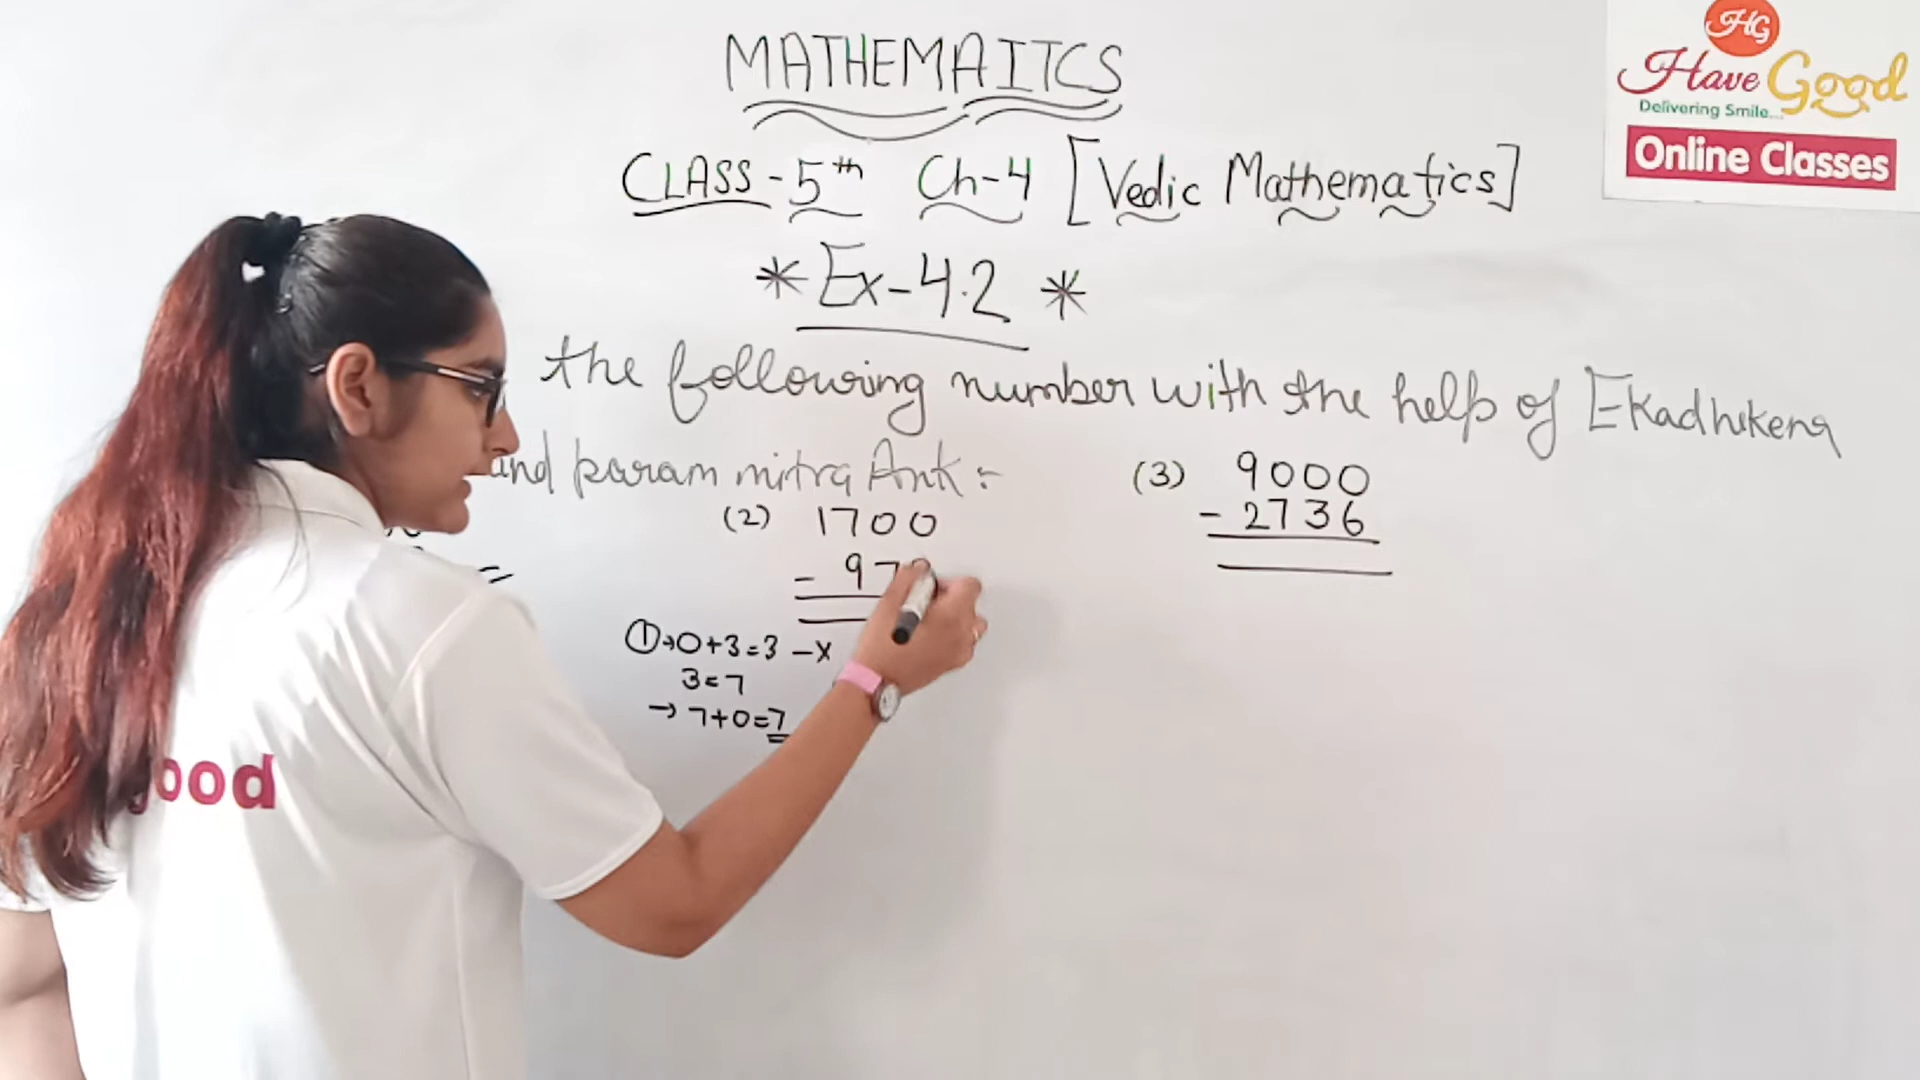 MATHEMAITCS
HG
Have Good
Delivering Smile...
Online Classes
CLASS - 5th Ch-4 [Vedic Mathematics]
* Ex-4.2 *
the following number with the help of Ekadhikena
and param mitra Ank :-
(2) 1700
- 97
(3) 9000
- 2736
① → 0+3=3 - x
3=7
→ 7+0=7
ood